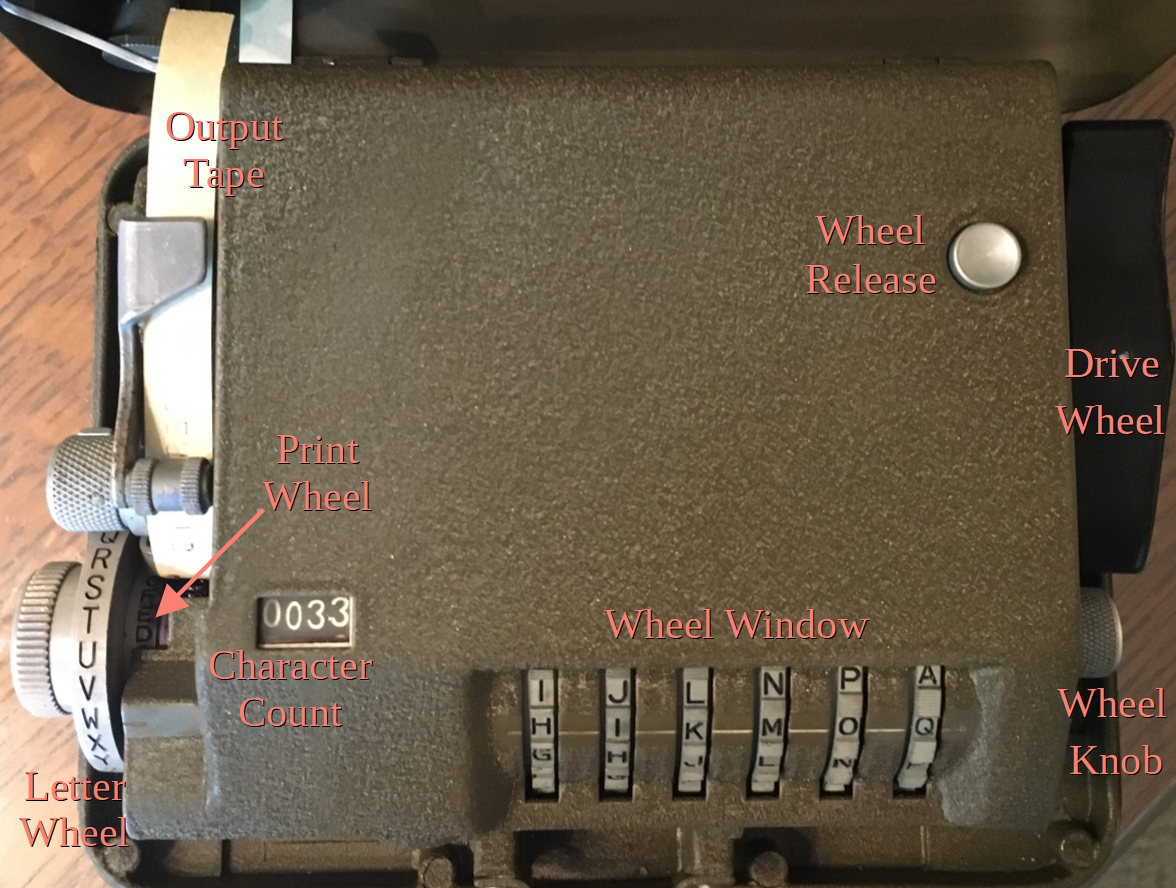 Output
Tape
Wheel
Release
Drive
Wheel
Print
Wheel
Q
R
S
T
U
V
W
X
Y
0033
Character
Count
Wheel Window
I J L N P A
H I K M O Q
G H J L N
Wheel
Knob
Letter
Wheel